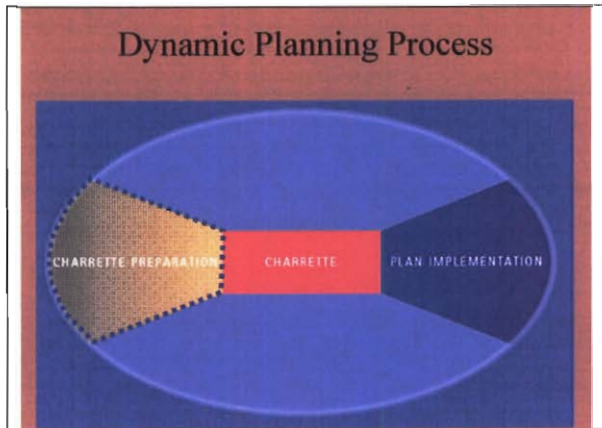 Dynamic Planning Process
CHARRETTE PREPARATION
CHARRETTE
PLAN IMPLEMENTATION